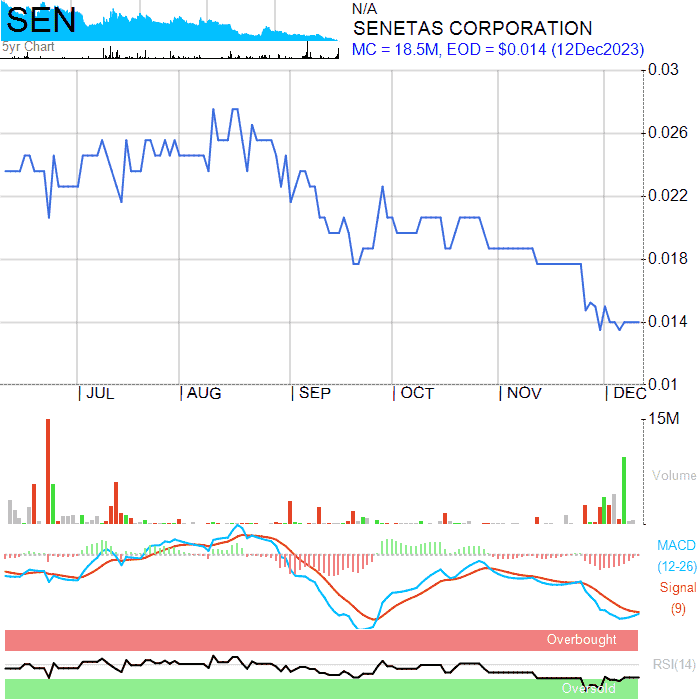 SEN
5yr Chart
N/A
SENETAS CORPORATION
MC = 18.5M, EOD = $0.014 (12Dec2023)
0.03
0.026
0.022
0.018
0.014
0.01
| JUL | AUG | SEP | OCT | NOV | DEC
15M
Volume
MACD
(12-26)
Signal
(9)
Overbought
RSI(14)
Oversold